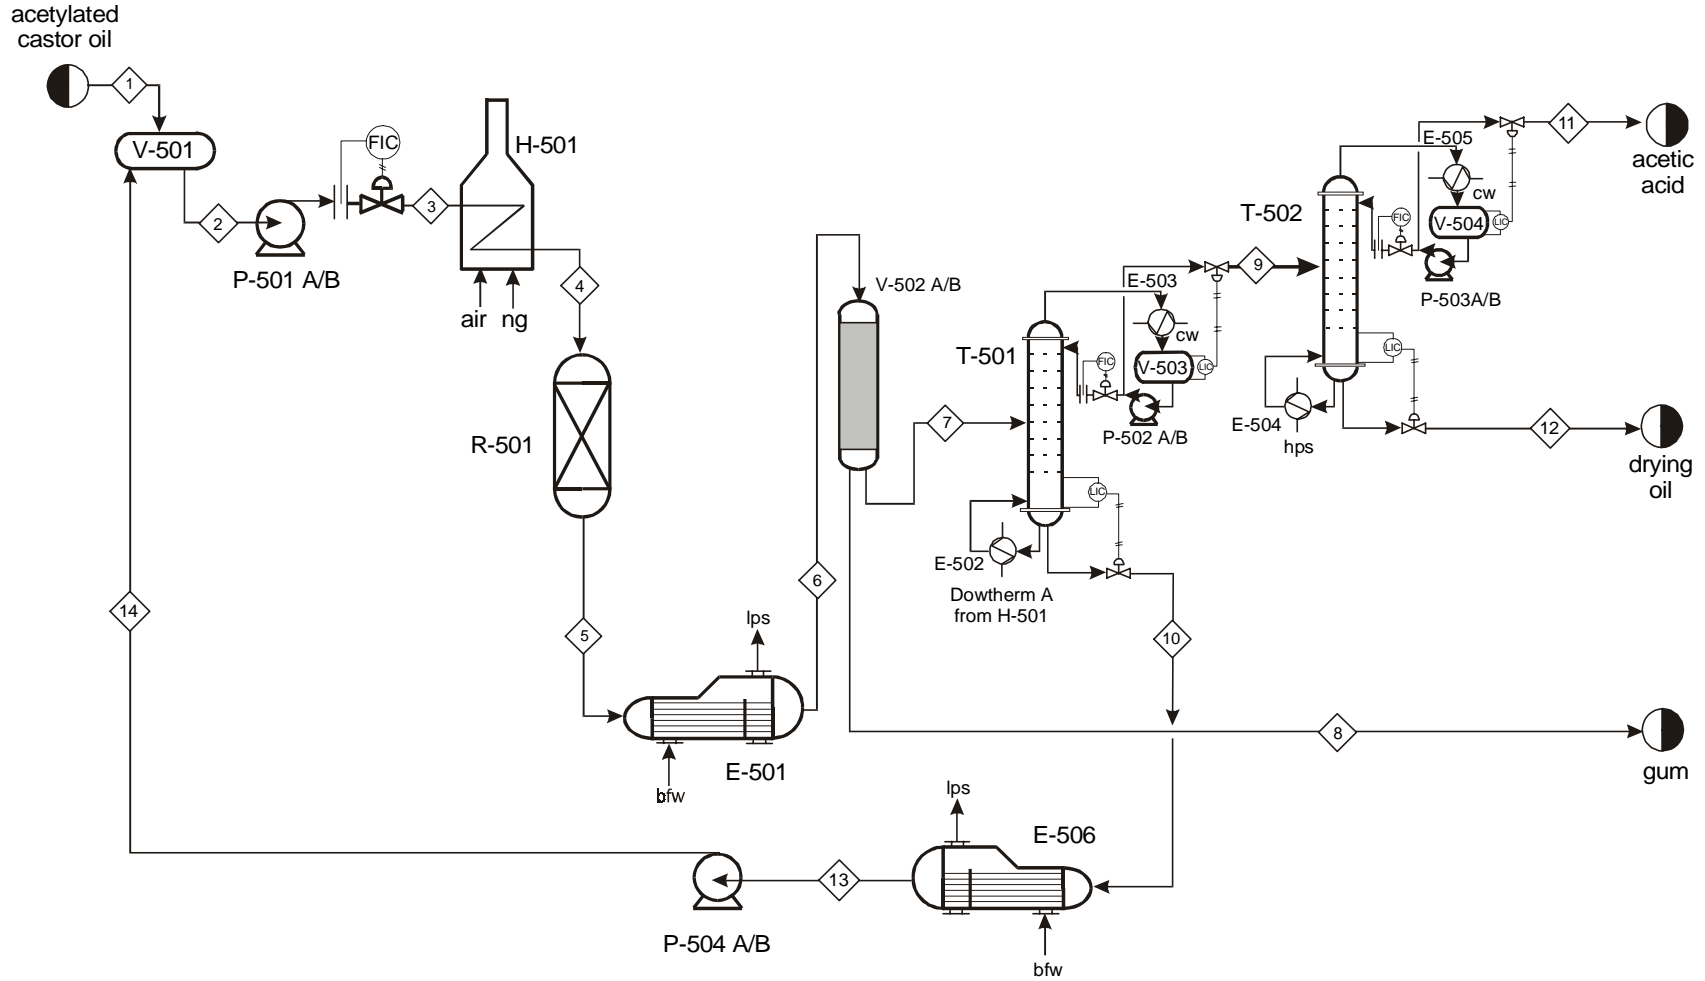 acetylated
castor oil
1
V-501
2
P-501 A/B
FIC
3
H-501
air
ng
4
R-501
5
lps
E-501
bfw
6
V-502 A/B
7
T-501
E-503
cw
V-503
LIC
FIC
P-502 A/B
LIC
E-502
Dowtherm A
from H-501
9
T-502
E-505
cw
V-504
LIC
FIC
P-503A/B
LIC
E-504
hps
11
acetic
acid
12
drying
oil
10
8
gum
lps
E-506
bfw
13
P-504 A/B
14